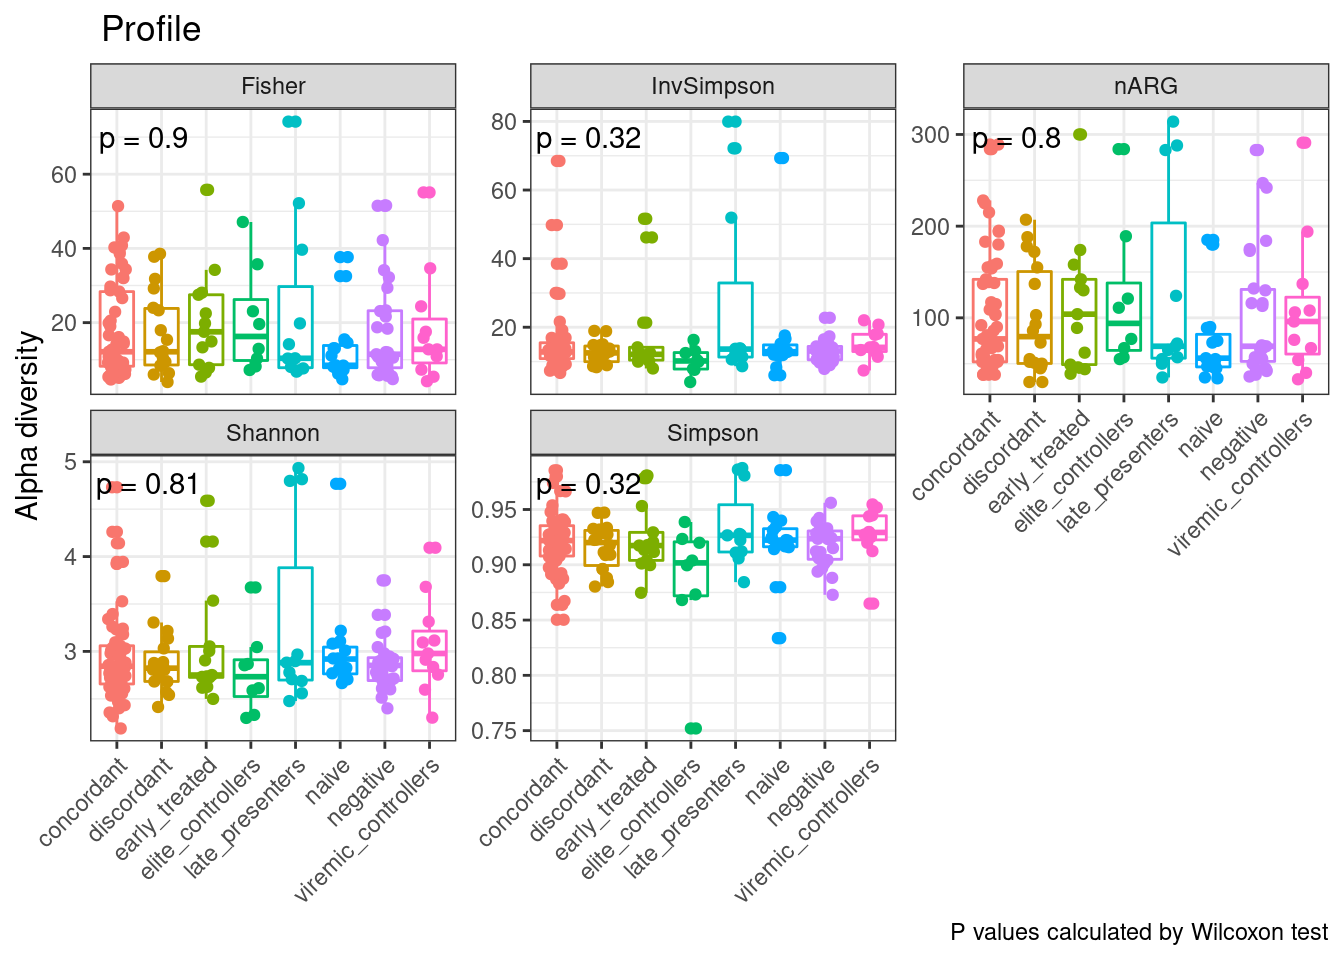 Profile
Alpha diversity
Fisher
p = 0.9
60
40
20
InvSimpson
p = 0.32
80
60
40
20
nARG
p = 0.8
300
200
100
concordant
discordant
early_treated
elite_controllers
late_presenters
naive
negative
viremic_controllers
Shannon
p = 0.81
5
4
3
concordant
discordant
early_treated
elite_controllers
late_presenters
naive
negative
viremic_controllers
Simpson
p = 0.32
0.95
0.90
0.85
0.80
0.75
concordant
discordant
early_treated
elite_controllers
late_presenters
naive
negative
viremic_controllers
P values calculated by Wilcoxon test